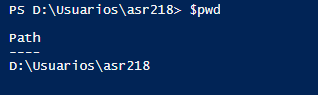 PS D:\Usuarios\asr218> $pwd
Path
----
D:\Usuarios\asr218